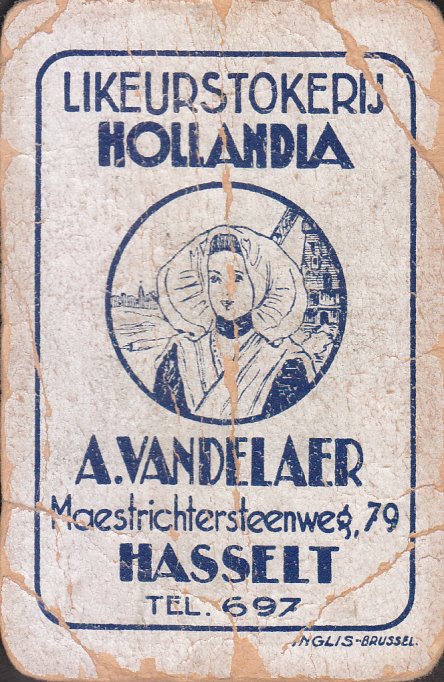 LIKEURSTOKERIJ
HOLLANDIA
A. VANDELAER
Maestrichtersteenweg, 79
HASSELT
TEL. 697
INGLIS-BRUSSEL.